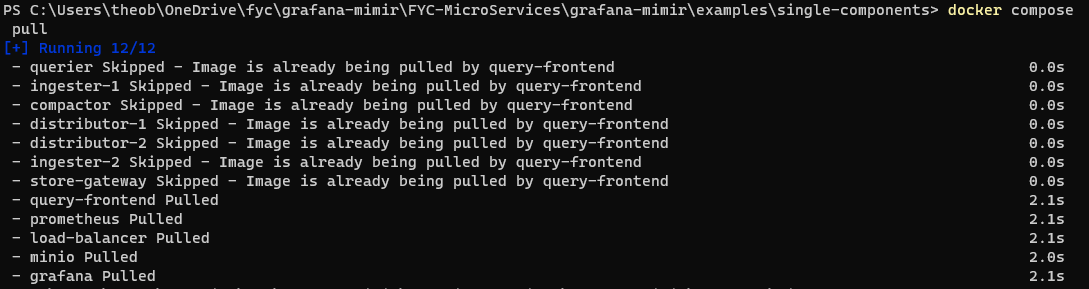 PS C:\Users\theob\OneDrive\fyc\grafana-mimir\FYC-MicroServices\grafana-mimir\examples\single-components> docker compose
pull
[+] Running 12/12
- querier Skipped - Image is already being pulled by query-frontend 0.0s
- ingester-1 Skipped - Image is already being pulled by query-frontend 0.0s
- compactor Skipped - Image is already being pulled by query-frontend 0.0s
- distributor-1 Skipped - Image is already being pulled by query-frontend 0.0s
- distributor-2 Skipped - Image is already being pulled by query-frontend 0.0s
- ingester-2 Skipped - Image is already being pulled by query-frontend 0.0s
- store-gateway Skipped - Image is already being pulled by query-frontend 0.0s
- query-frontend Pulled 2.1s
- prometheus Pulled 2.1s
- load-balancer Pulled 2.1s
- minio Pulled 2.0s
- grafana Pulled 2.1s